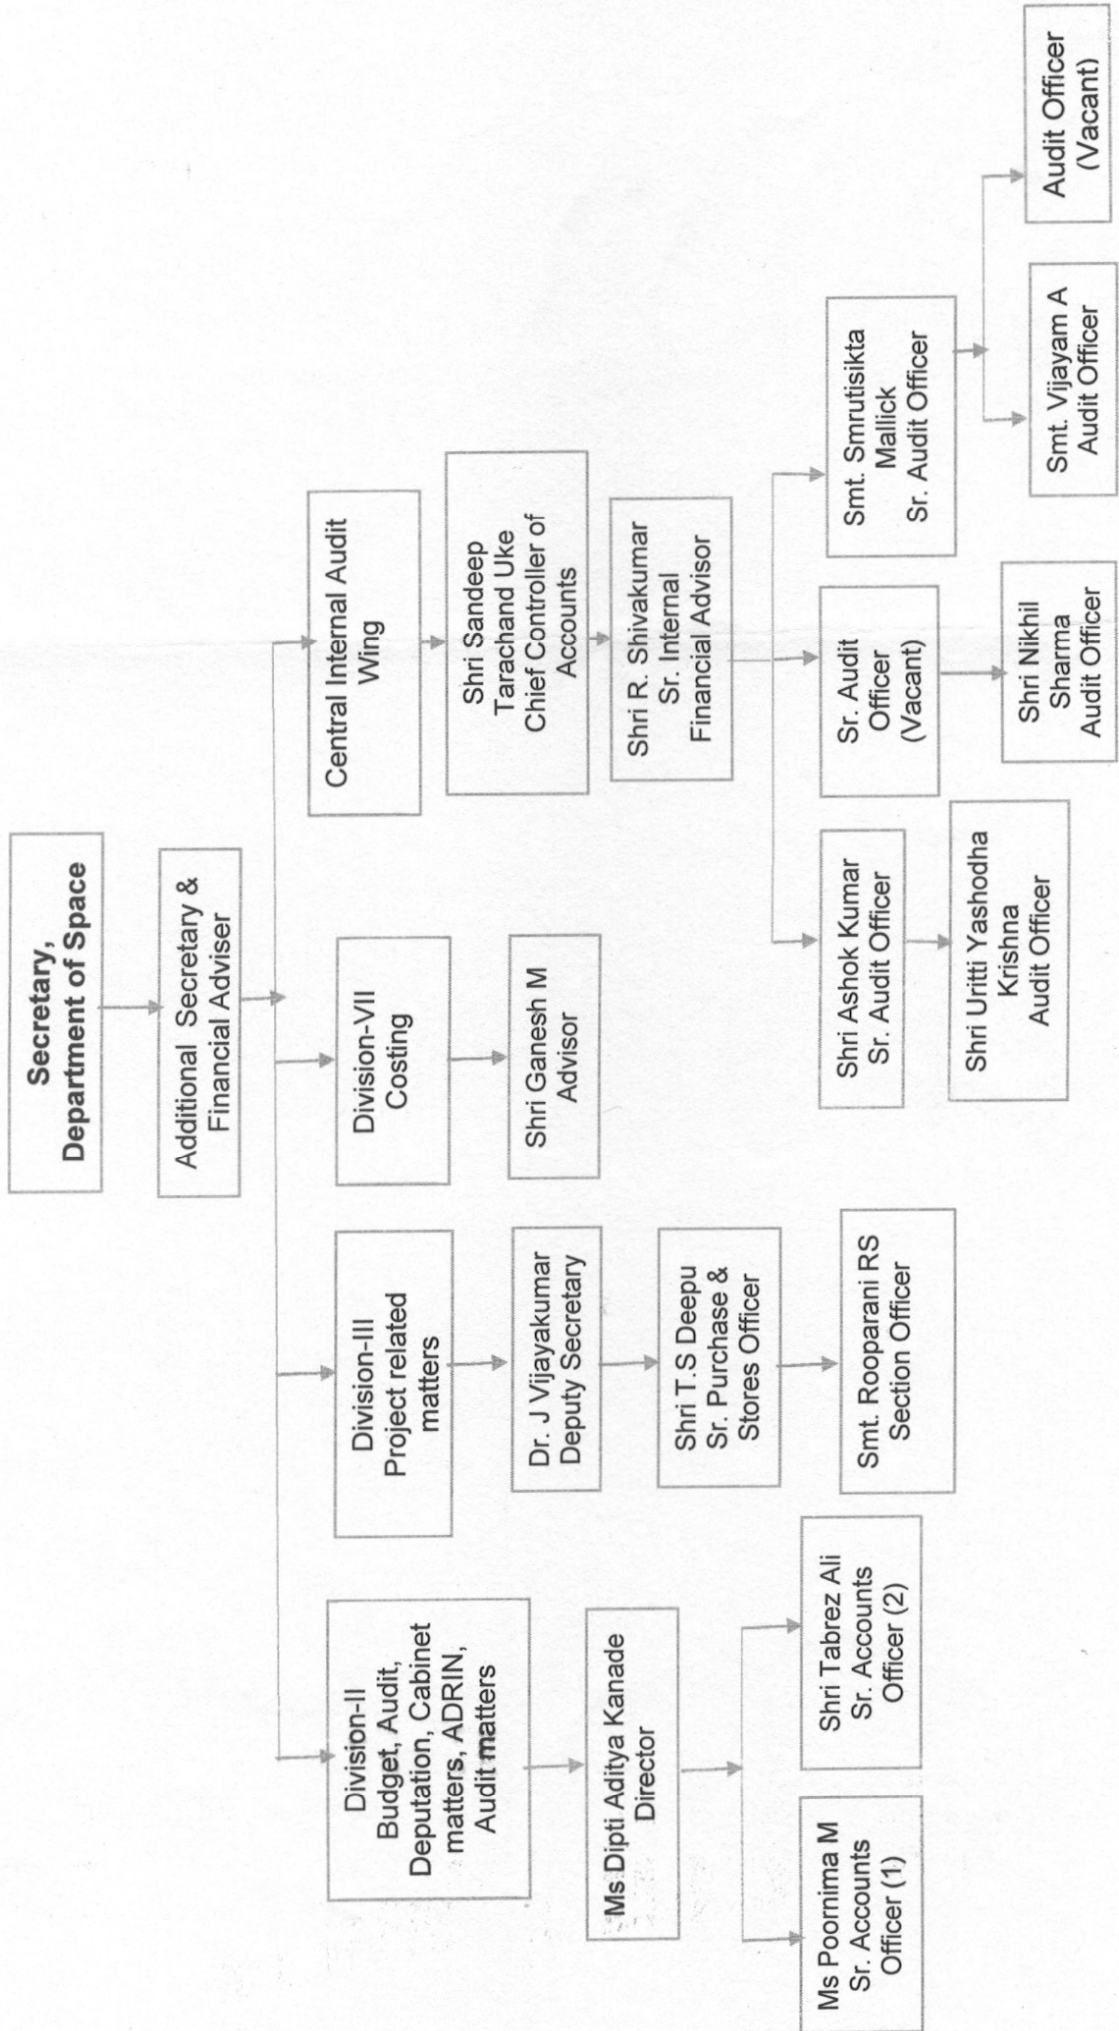 Secretary,
Department of Space
Additional Secretary &
Financial Adviser
Division-II
Budget, Audit,
Deputation, Cabinet
matters, ADRIN,
Audit matters
Ms Dipti Aditya Kanade
Director
Ms Poornima M
Sr. Accounts
Officer (1)
Shri Tabrez Ali
Sr. Accounts
Officer (2)
Division-III
Project related
matters
Dr. J Vijayakumar
Deputy Secretary
Shri T.S Deepu
Sr. Purchase &
Stores Officer
Smt. Rooparani RS
Section Officer
Division-VII
Costing
Shri Ganesh M
Advisor
Central Internal Audit
Wing
Shri Sandeep
Tarachand Uke
Chief Controller of
Accounts
Shri R. Shivakumar
Sr. Internal
Financial Advisor
Shri Ashok Kumar
Sr. Audit Officer
Shri Uritti Yashodha
Krishna
Audit Officer
Sr. Audit
Officer
(Vacant)
Shri Nikhil
Sharma
Audit Officer
Smt. Smrutisikta
Mallick
Sr. Audit Officer
Smt. Vijayam A
Audit Officer
Audit Officer
(Vacant)